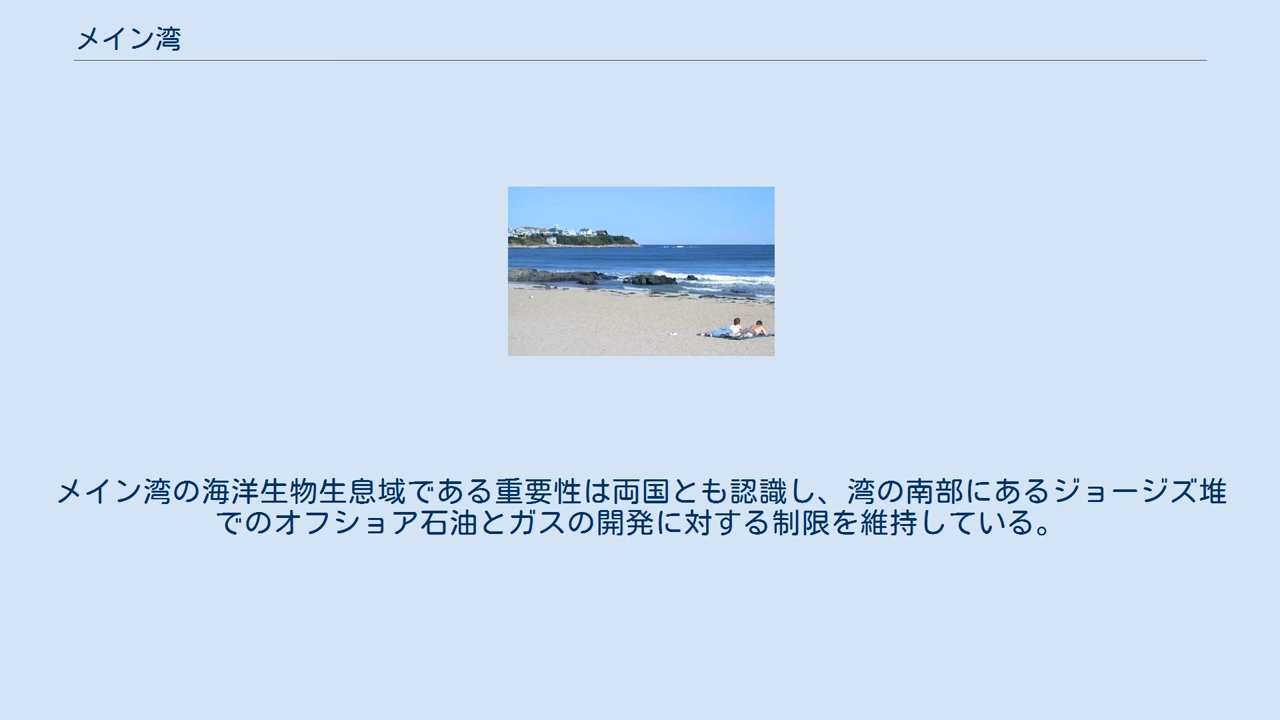 メイン湾
メイン湾の海洋生物生息域である重要性は両国とも認識し、湾の南部にあるジョージズ堆
でのオフショア石油とガスの開発に対する制限を維持している。